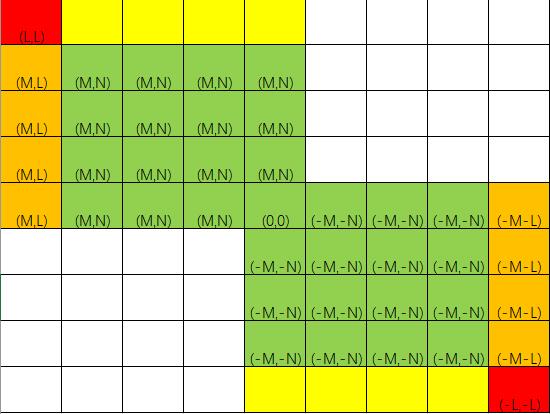 (L,L)
(M,L) (M,N) (M,N) (M,N) (M,N)
(M,L) (M,N) (M,N) (M,N) (M,N)
(M,L) (M,N) (M,N) (M,N) (M,N)
(M,L) (M,N) (M,N) (M,N) (0,0) (-M,-N) (-M,-N) (-M,-N) (-M-L)
(-M,-N) (-M,-N) (-M,-N) (-M,-N) (-M-L)
(-M,-N) (-M,-N) (-M,-N) (-M,-N) (-M-L)
(-M,-N) (-M,-N) (-M,-N) (-M,-N) (-M-L)
(-L,-L)